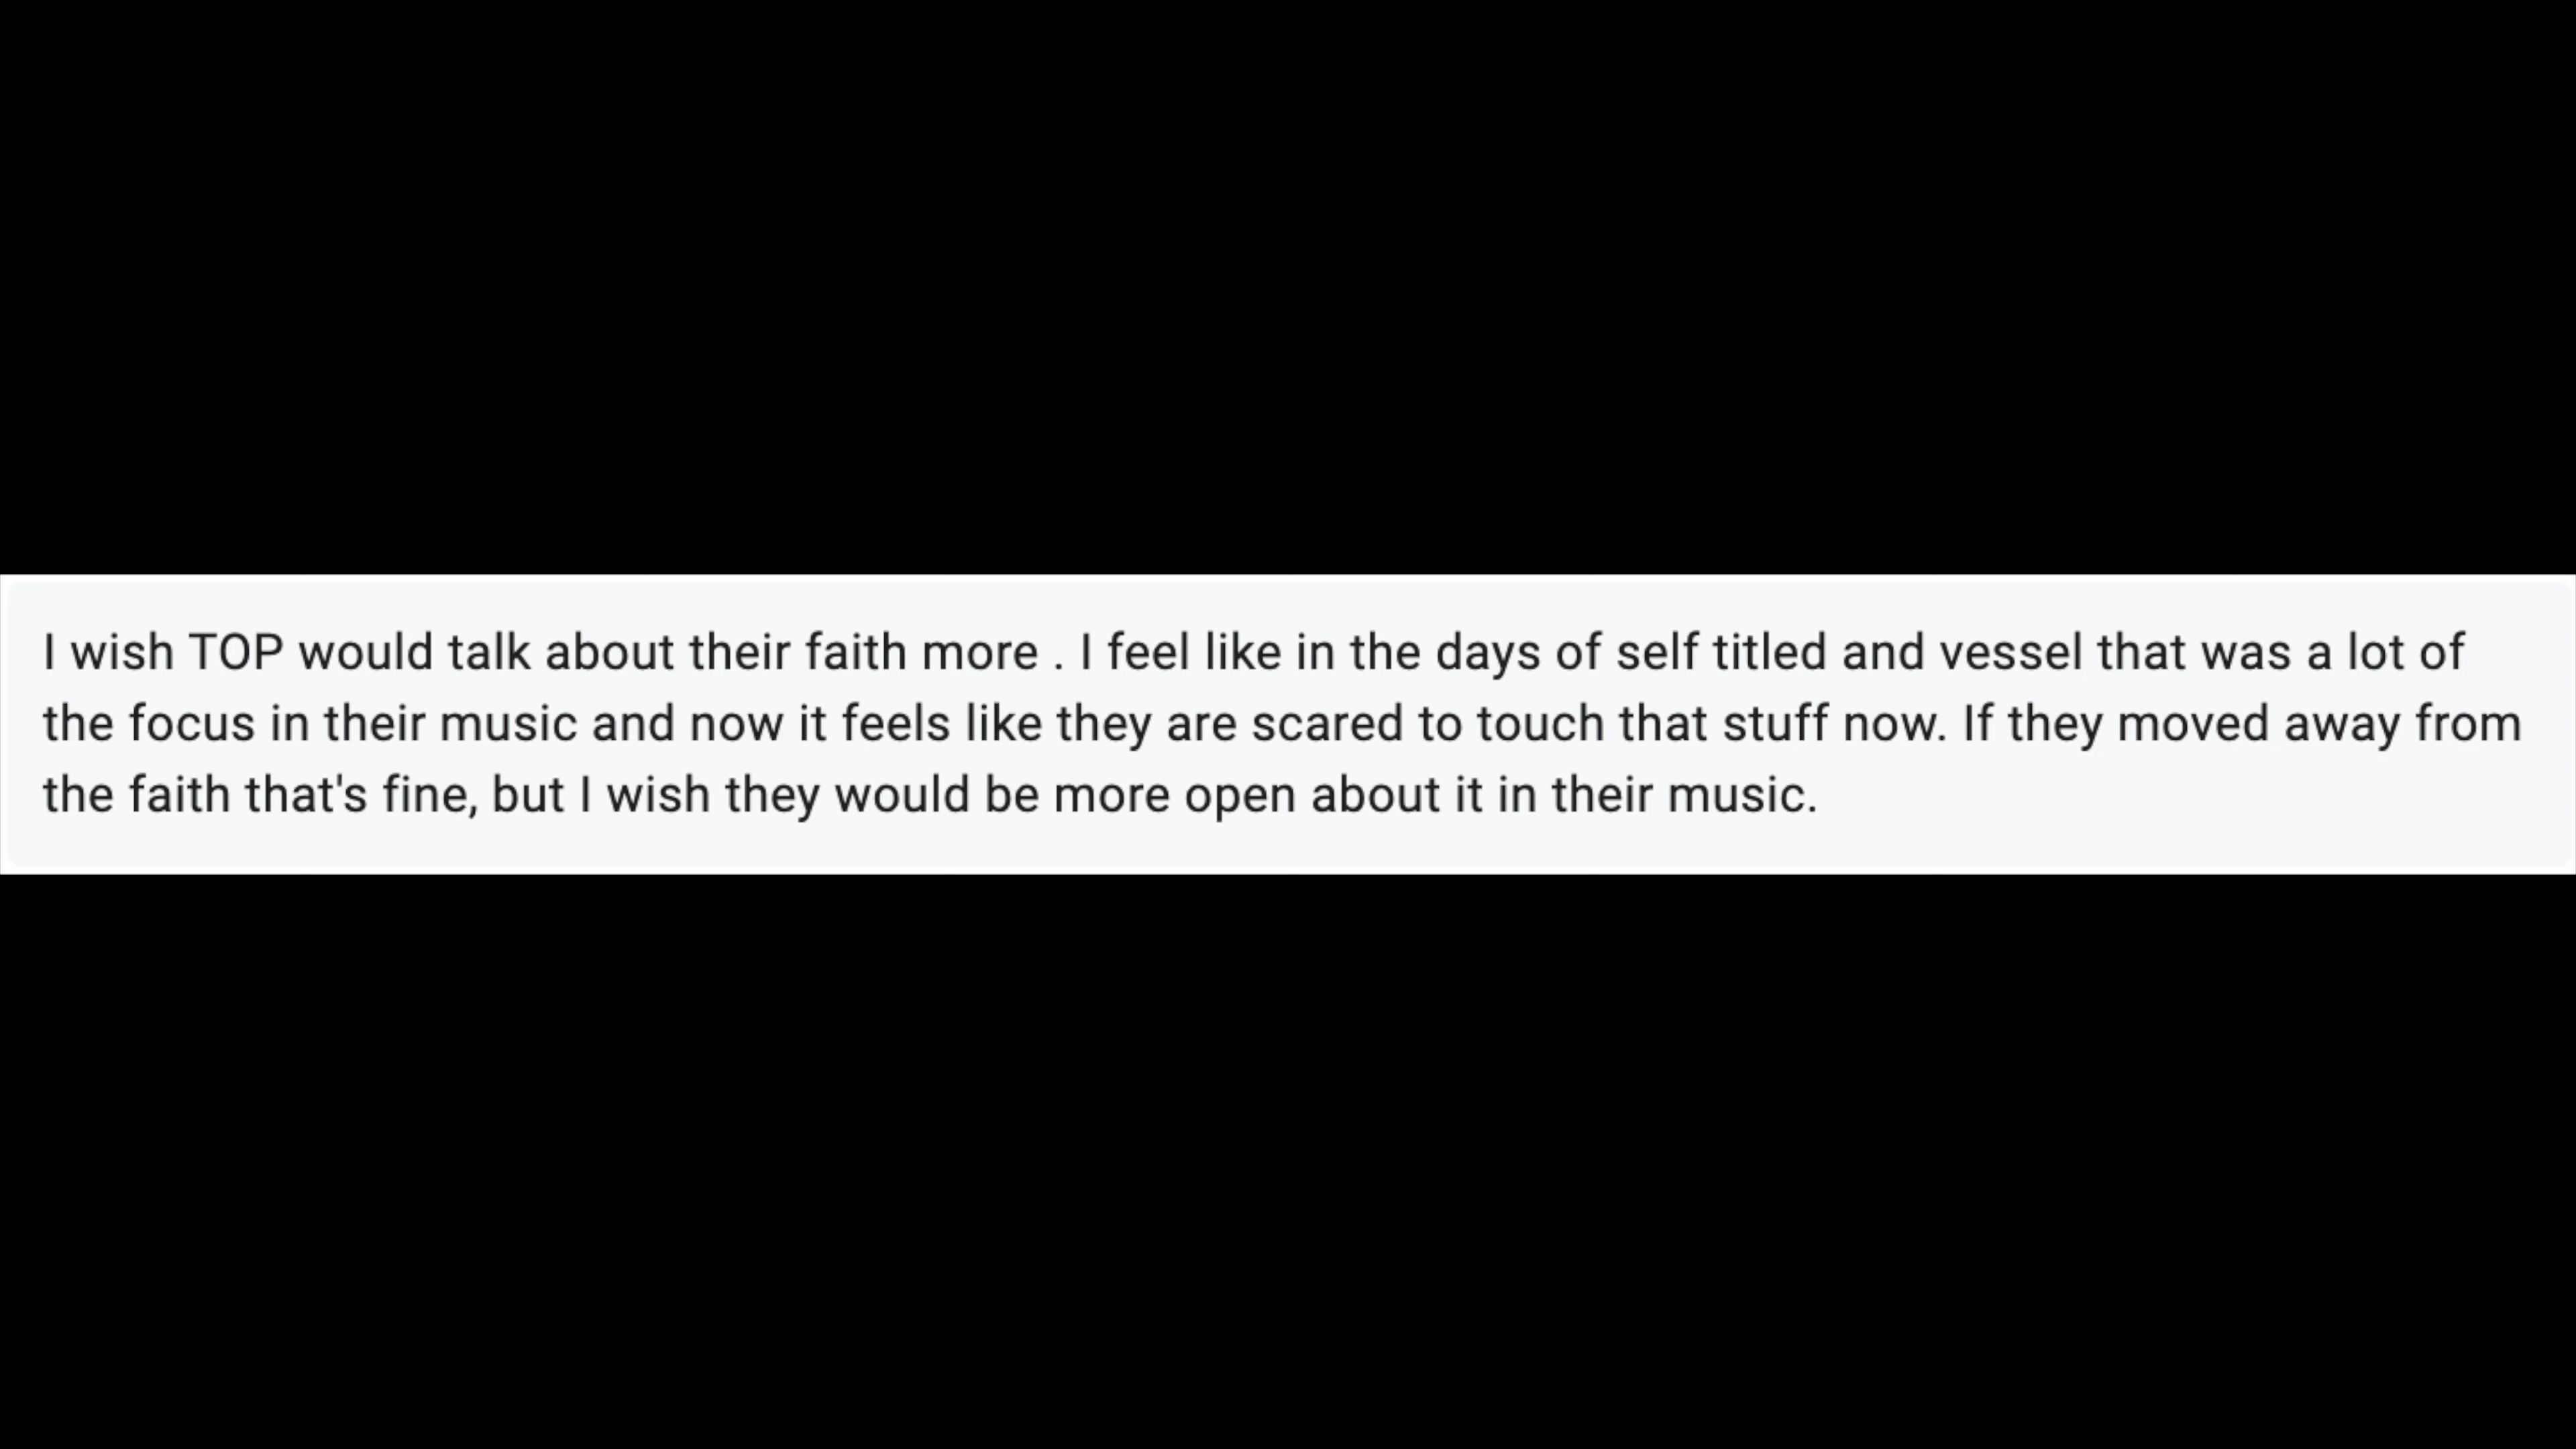 I wish TOP would talk about their faith more . I feel like in the days of self titled and vessel that was a lot of
the focus in their music and now it feels like they are scared to touch that stuff now. If they moved away from
the faith that's fine, but I wish they would be more open about it in their music.